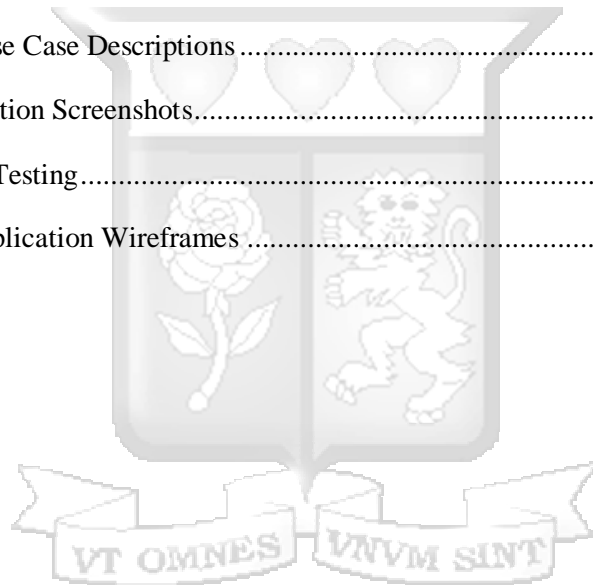 se Case Descriptions ................................................
tion Screenshots.......................................................
Testing.......................................................................
plication Wireframes ...............................................
VT OMNES VNVM SINT